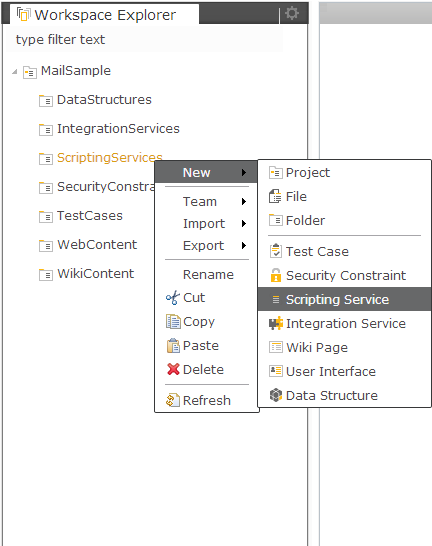 Workspace Explorer
type filter text
MailSample
DataStructures
IntegrationServices
ScriptingServices
SecurityConstra
TestCases
WebContent
WikiContent
New
Team
Import
Export
Rename
Cut
Copy
Paste
Delete
Refresh
Project
File
Folder
Test Case
Security Constraint
Scripting Service
Integration Service
Wiki Page
User Interface
Data Structure